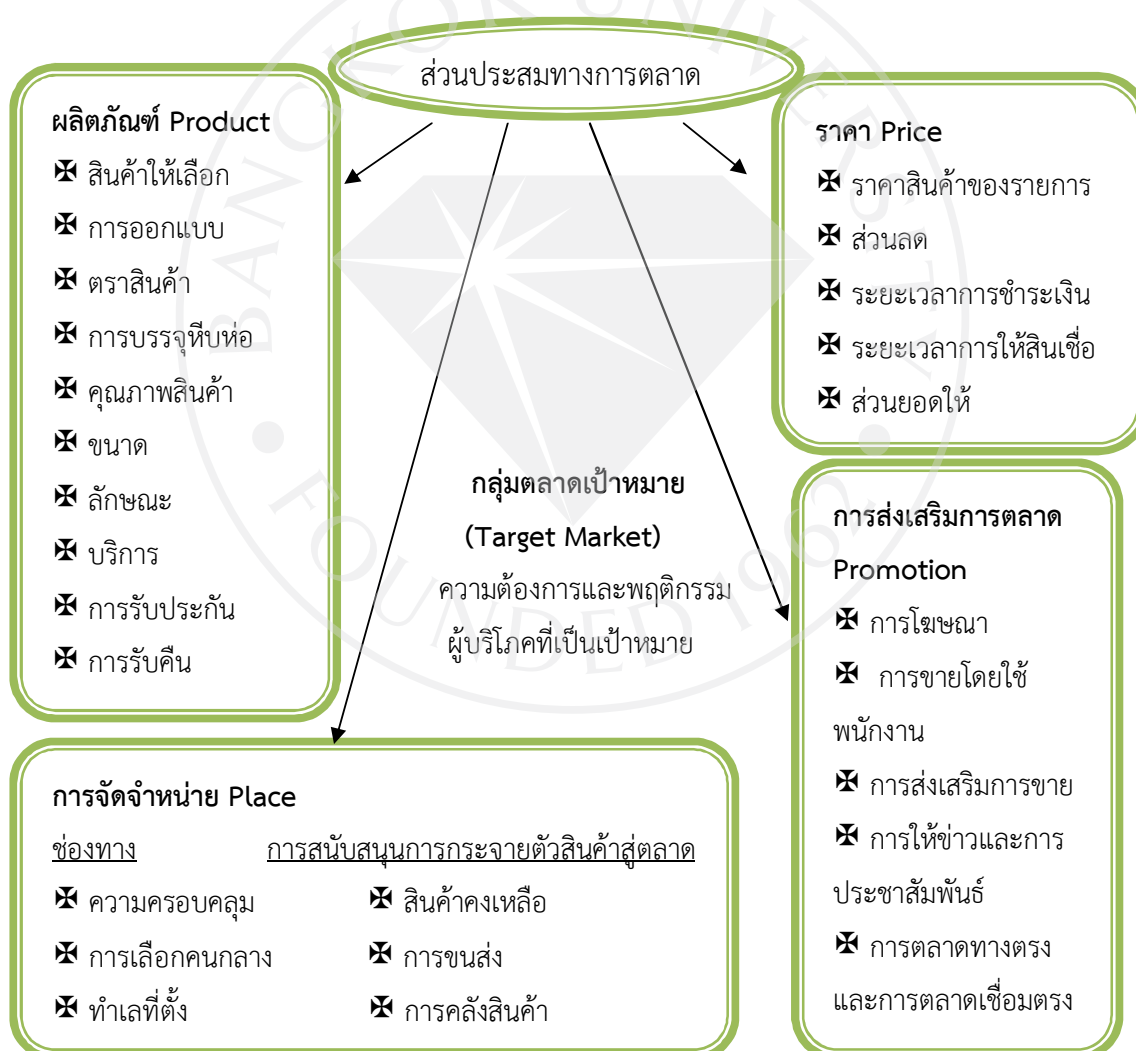 ส่วนประสมทางการตลาด
ผลิตภัณฑ์ Product
สินค้าให้เลือก
การออกแบบ
ตราสินค้า
การบรรจุหีบห่อ
คุณภาพสินค้า
ขนาด
ลักษณะ
บริการ
การรับประกัน
การรับคืน
ราคา Price
ราคาสินค้าของรายการ
ส่วนลด
ระยะเวลาการชำระเงิน
ระยะเวลาการให้สินเชื่อ
ส่วนยอดให้
กลุ่มตลาดเป้าหมาย
(Target Market)
ความต้องการและพฤติกรรม
ผู้บริโภคที่เป็นเป้าหมาย
การส่งเสริมการตลาด
Promotion
การโฆษณา
การขายโดยใช้
พนักงาน
การส่งเสริมการขาย
การให้ข่าวและการ
ประชาสัมพันธ์
การตลาดทางตรง
และการตลาดเชื่อมตรง
การจัดจำหน่าย Place
ช่องทาง การสนับสนุนการกระจายตัวสินค้าสู่ตลาด
ความครอบคลุม สินค้าคงเหลือ
การเลือกคนกลาง การขนส่ง
ทำเลที่ตั้ง การคลังสินค้า
BANGKOK UNIVERSITY
FOUNDED 1962